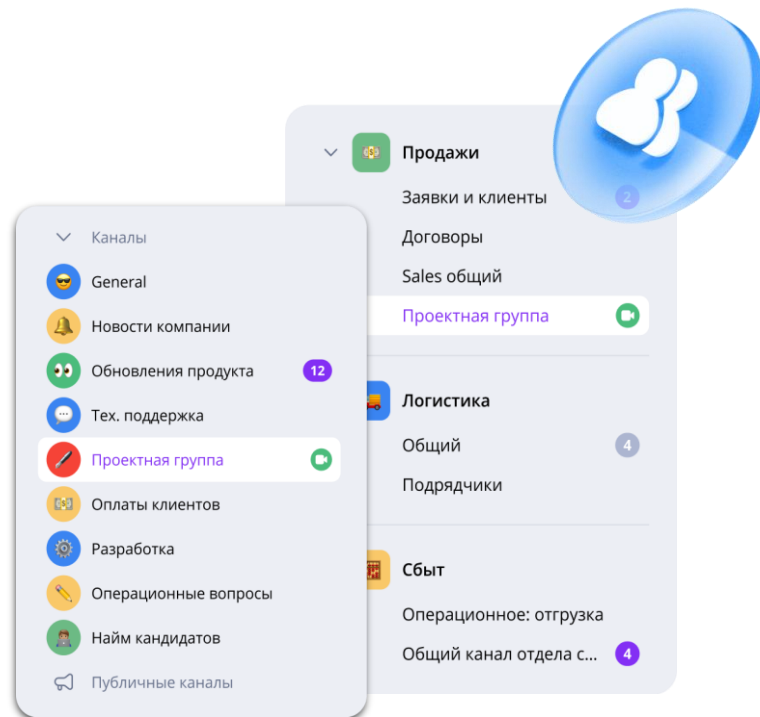 Продажи
Заявки и клиенты
2
Договоры
Sales общий
Проектная группа
Логистика
Общий
4
Подрядчики
Сбыт
Операционное: отгрузка
Общий канал отдела с...
4
Каналы
General
Новости компании
Обновления продукта
12
Тех. поддержка
Проектная группа
Оплаты клиентов
Разработка
Операционные вопросы
Найм кандидатов
Публичные каналы